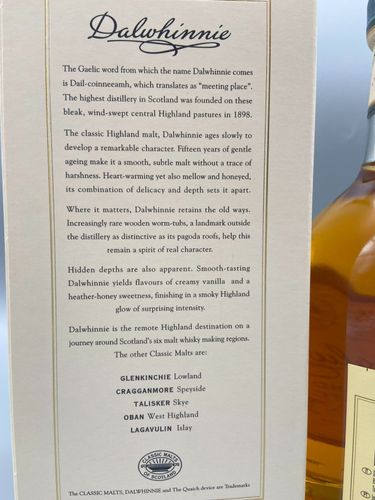 Dalwhinnie
The Gaelic word from which the name Dalwhinnie comes
is Dail-coinneeamh, which translates as “meeting place”.
The highest distillery in Scotland was founded on these
bleak, wind-swept central Highland pastures in 1898.
The classic Highland malt, Dalwhinnie ages slowly to
develop a remarkable character. Fifteen years of gentle
ageing make it a smooth, subtle malt without a trace of
harshness. Heart-warming yet also mellow and honeyed,
its combination of delicacy and depth sets it apart.
Where it matters, Dalwhinnie retains the old ways.
Increasingly rare wooden worm-tubs, a landmark outside
the distillery as distinctive as its pagoda roofs, help this
remain a spirit of real character.
Hidden depths are also apparent. Smooth-tasting
Dalwhinnie yields flavours of creamy vanilla and a
heather-honey sweetness, finishing in a smoky Highland
glow of surprising intensity.
Dalwhinnie is the remote Highland destination on a
journey around Scotland's six malt whisky making regions.
The other Classic Malts are:
GLENKINCHIE Lowland
CRAGGANMORE Speyside
TALISKER Skye
OBAN West Highland
LAGAVULIN Islay
CLASSIC MALTS
OF SCOTLAND
The CLASSIC MALTS, DALWHINNIE and The Quaich device are Trademarks